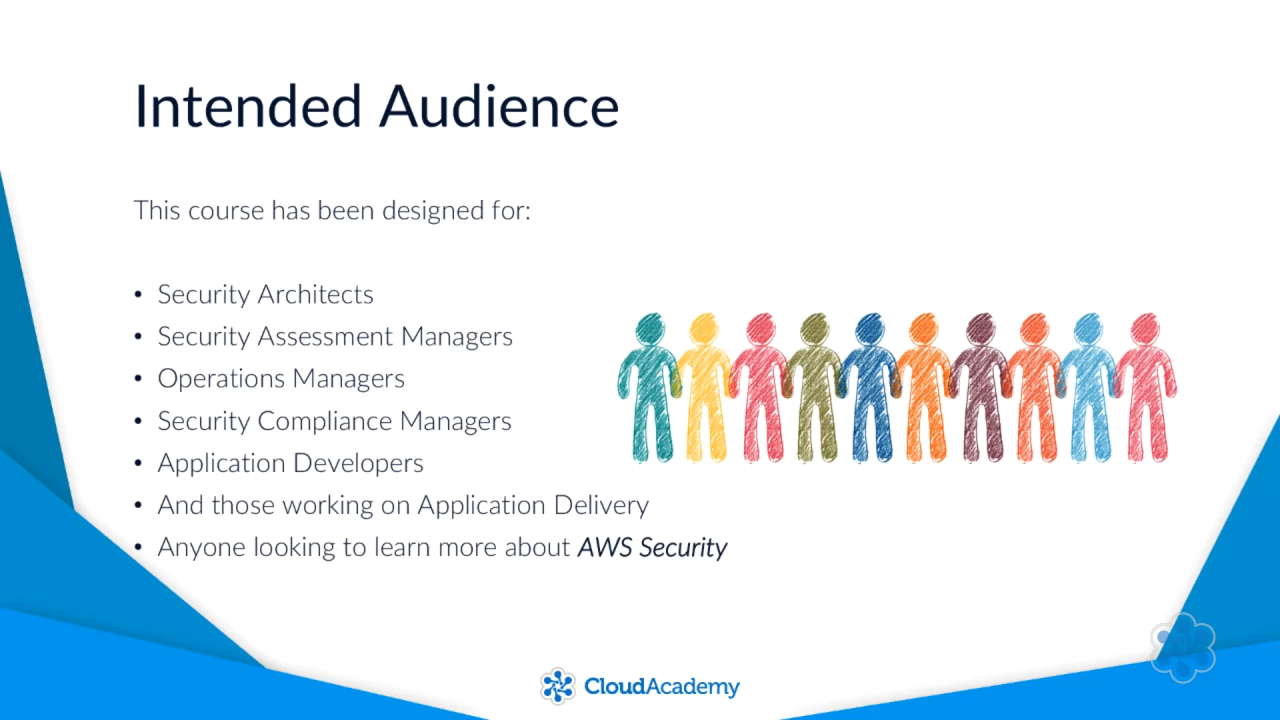 Intended Audience
This course has been designed for:
• Security Architects
• Security Assessment Managers
• Operations Managers
• Security Compliance Managers
• Application Developers
• And those working on Application Delivery
• Anyone looking to learn more about AWS Security
CloudAcademy